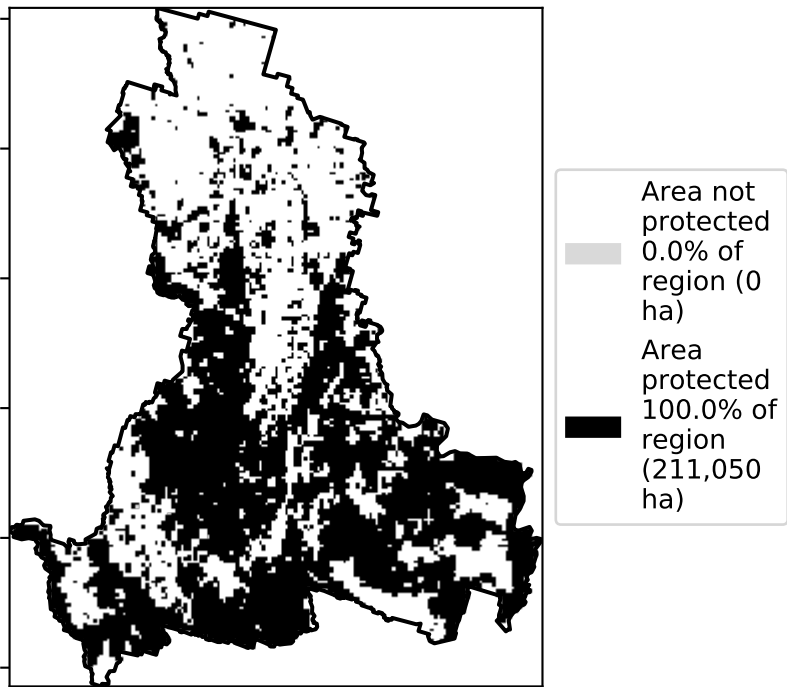 Area not
protected
0.0% of
region (0
ha)
Area
protected
100.0% of
region
(211,050
ha)